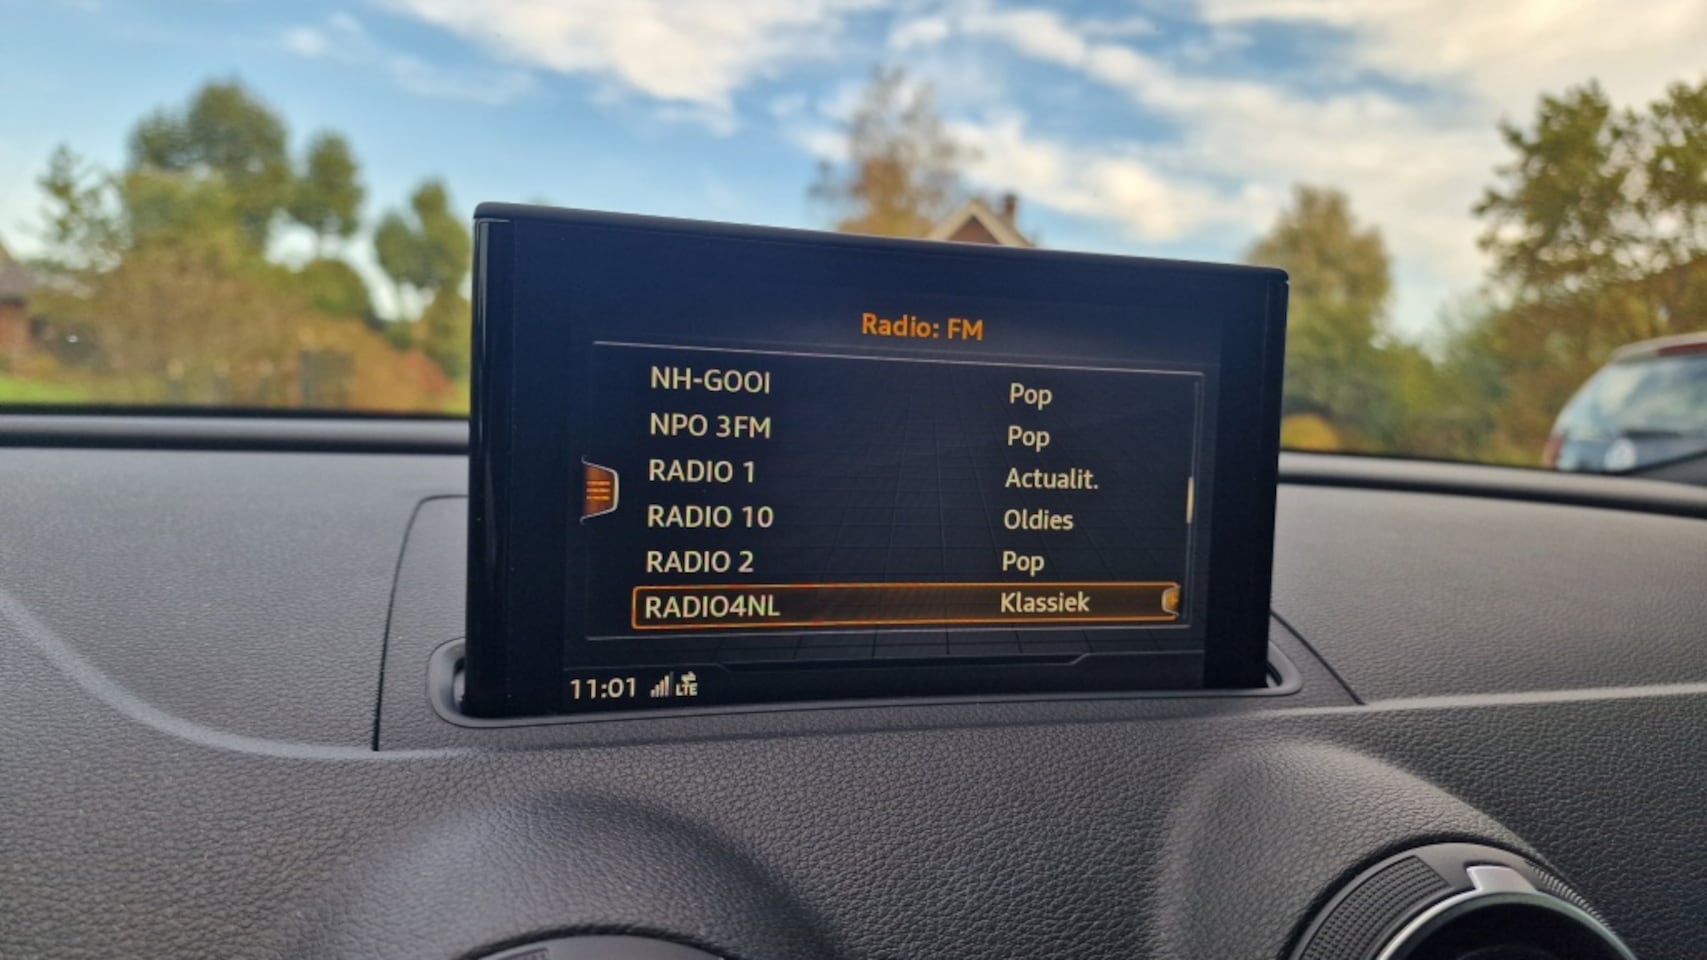 Radio: FM
NH-GOOI Pop
NPO 3FM Pop
RADIO 1 Actualit.
RADIO 10 Oldies
RADIO 2 Pop
RADIO4NL Klassiek
11:01 LTE